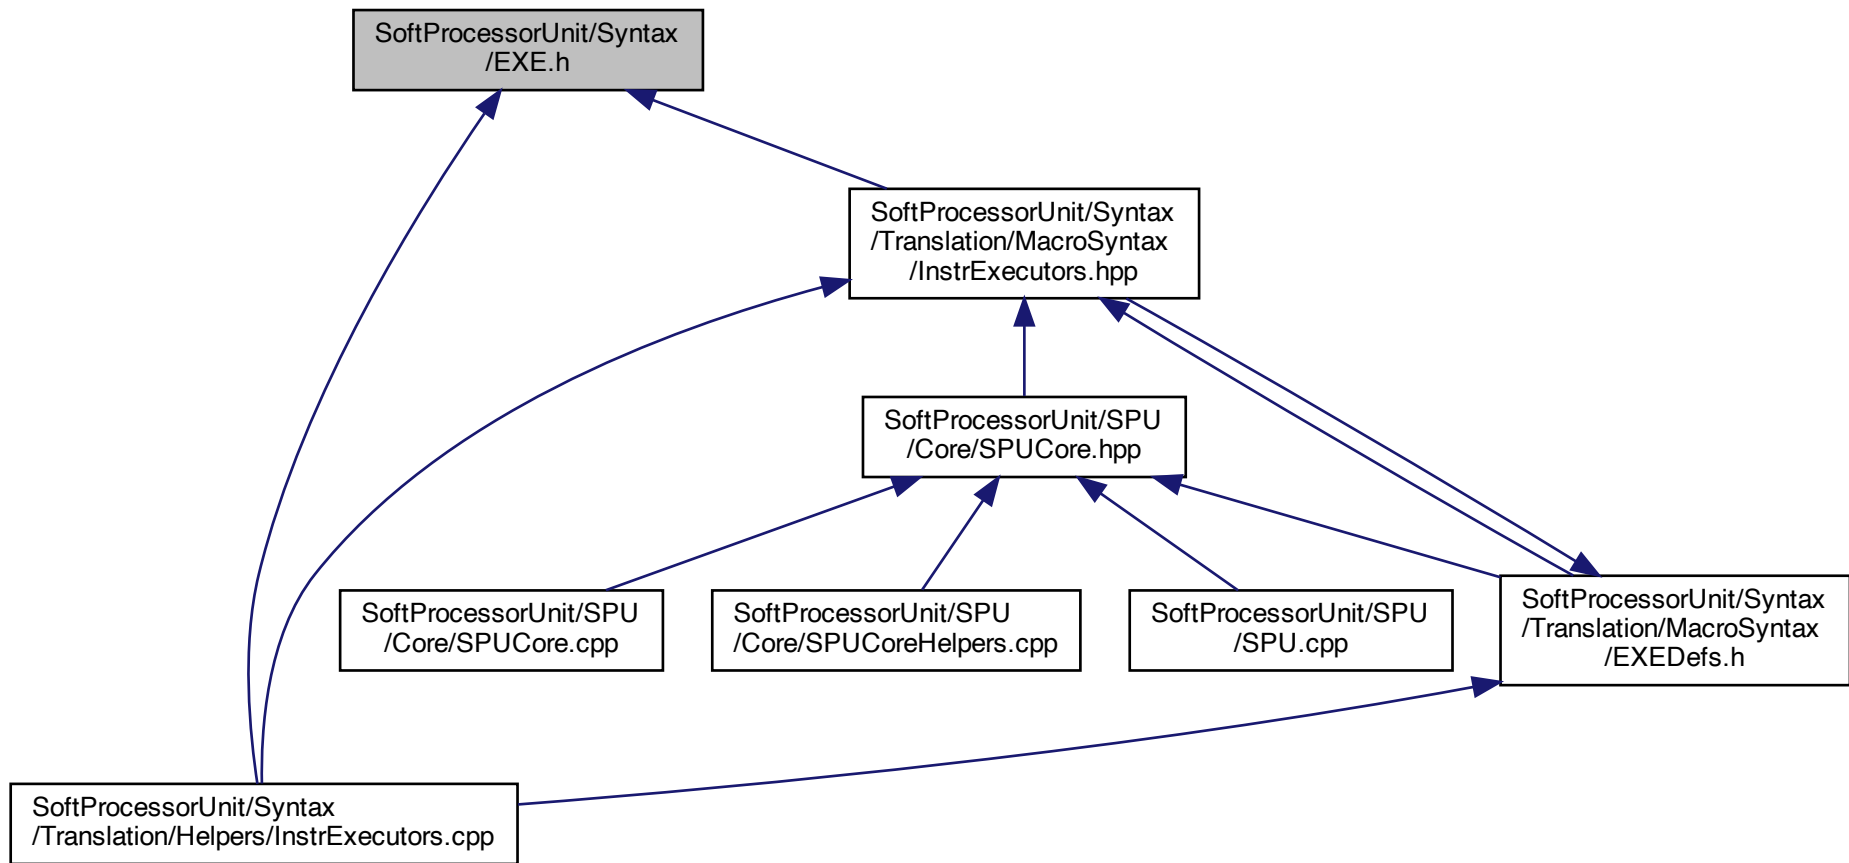 SoftProcessorUnit/Syntax
/EXE.h
SoftProcessorUnit/Syntax
/Translation/MacroSyntax
/InstrExecutors.hpp
SoftProcessorUnit/SPU
/Core/SPUCore.hpp
SoftProcessorUnit/SPU
/Core/SPUCore.cpp
SoftProcessorUnit/SPU
/Core/SPUCoreHelpers.cpp
SoftProcessorUnit/SPU
/SPU.cpp
SoftProcessorUnit/Syntax
/Translation/MacroSyntax
/EXEDefs.h
SoftProcessorUnit/Syntax
/Translation/Helpers/InstrExecutors.cpp